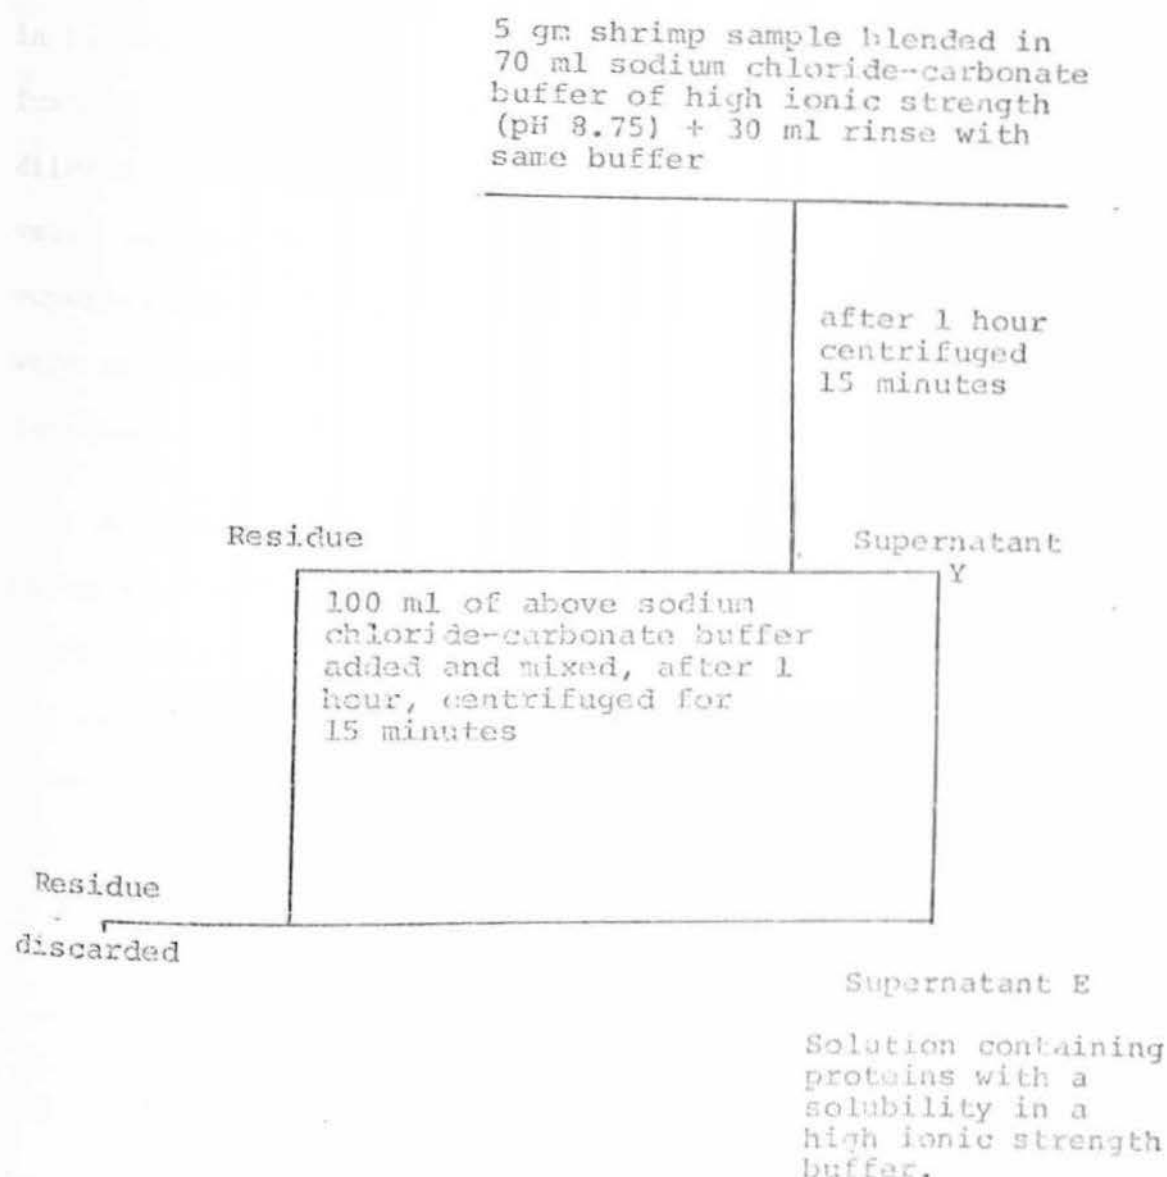 5 gm shrimp sample blended in
70 ml sodium chloride-carbonate
buffer of high ionic strength
(pH 8.75) + 30 ml rinse with
same buffer
after 1 hour
centrifuged
15 minutes
Residue
Supernatant
Y
100 ml of above sodium
chloride-carbonate buffer
added and mixed, after 1
hour, centrifuged for
15 minutes
Residue
discarded
Supernatant E
Solution containing
proteins with a
solubility in a
high ionic strength
buffer.